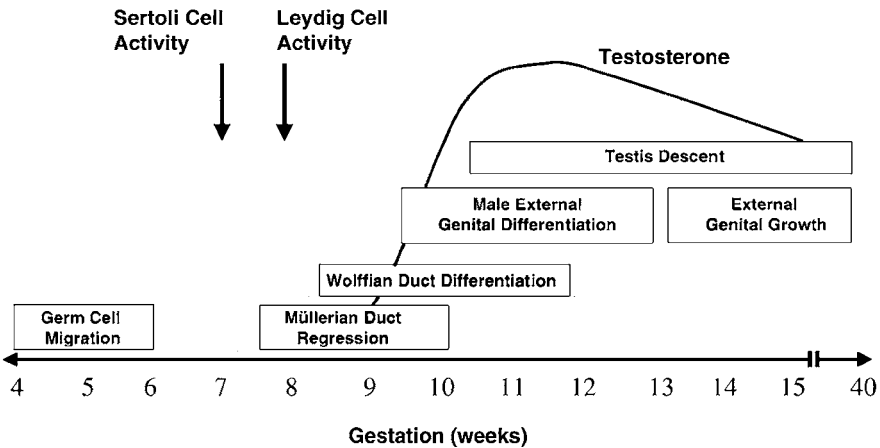 Sertoli Cell
Activity
Leydig Cell
Activity
Testosterone
Testis Descent
Male External
Genital Differentiation
External
Genital Growth
Wolffian Duct Differentiation
Germ Cell
Migration
Müllerian Duct
Regression
4 5 6 7 8 9 10 11 12 13 14 15 40
Gestation (weeks)